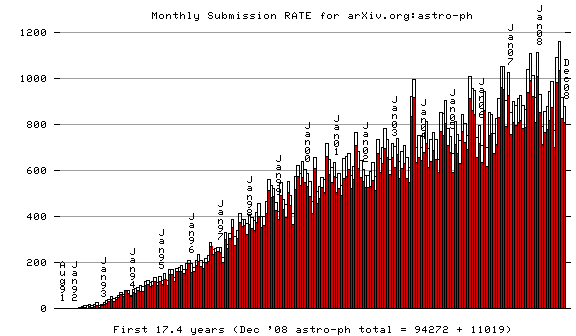 Monthly Submission RATE for arXiv.org:astro-ph
1200
1000
800
600
400
200
0
Au091
Jan92
Jan93
Jan94
Jan95
Jan96
Jan97
Jan98
Jan99
Jan00
Jan01
Jan02
Jan03
Jan04
Jan05
Jan06
Jan07
Jan08
Dec08
First 17.4 years (Dec '08 astro-ph total = 94272 + 11019)